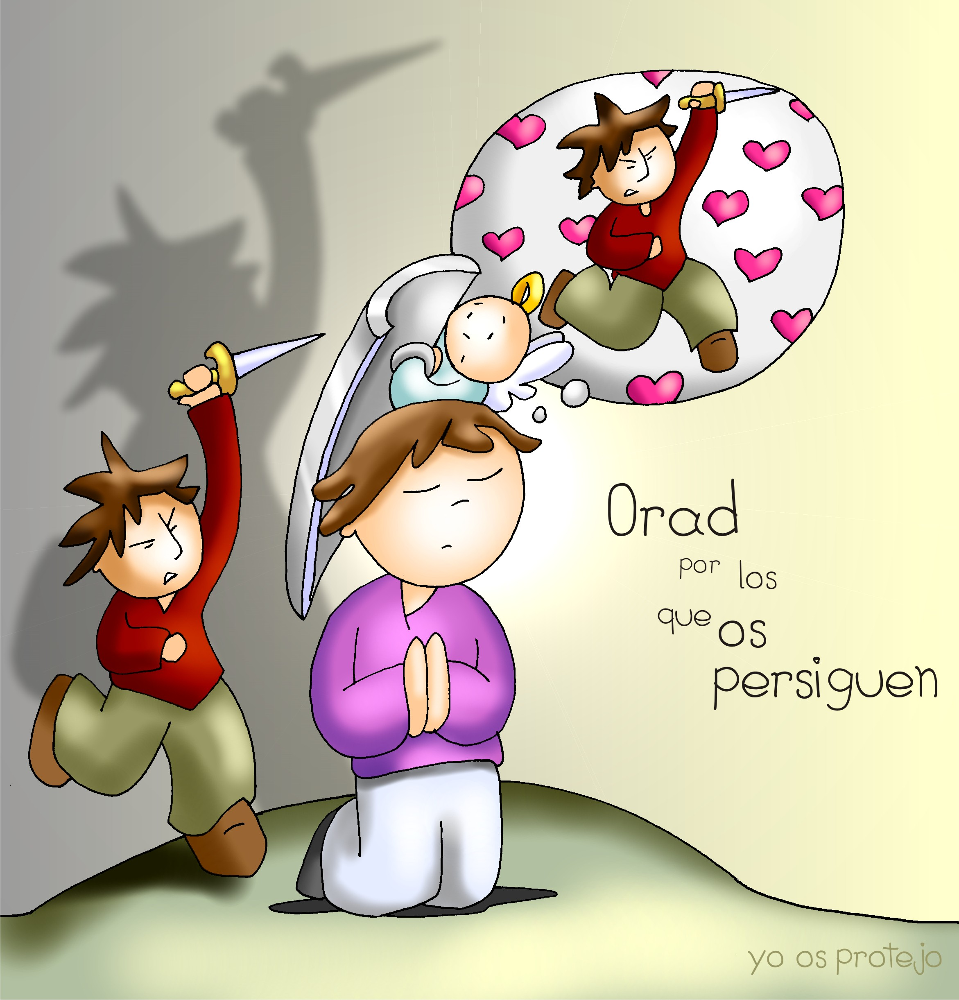 Orad
por los
que os
persiguen
yo os protejo